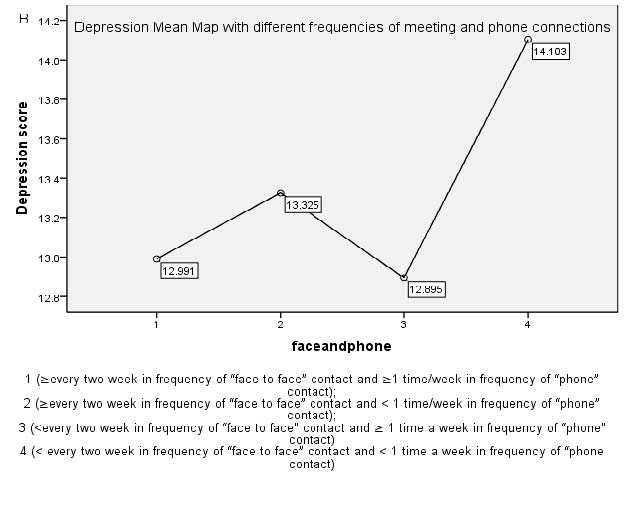 H
Depression Mean Map with different frequencies of meeting and phone connections
14.2
14.0
13.8
13.6
13.4
13.2
13.0
12.8
Depression score
12.991
13.325
12.895
14.103
1 2 3 4
faceandphone
1 (≥every two week in frequency of “face to face” contact and ≥1 time/week in frequency of “phone”
contact);
2 (≥every two week in frequency of “face to face” contact and < 1 time/week in frequency of “phone”
contact);
3 (<every two week in frequency of “face to face” contact and ≥ 1 time a week in frequency of “phone”
contact)
4 (< every two week in frequency of “face to face” contact and < 1 time a week in frequency of “phone
contact)